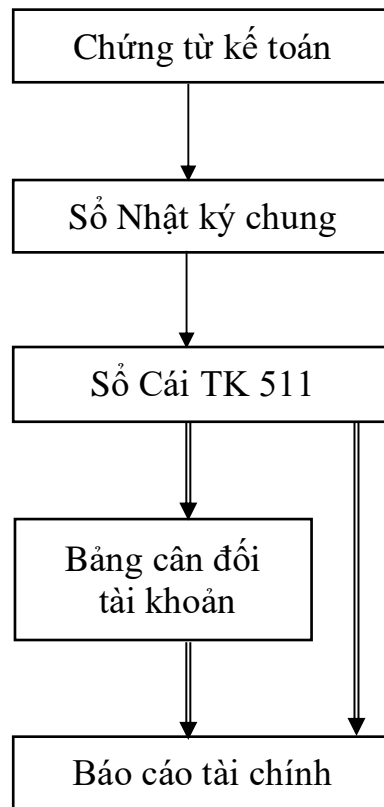 Chứng từ kế toán
Sổ Nhật ký chung
Sổ Cái TK 511
Bảng cân đối
tài khoản
Báo cáo tài chính